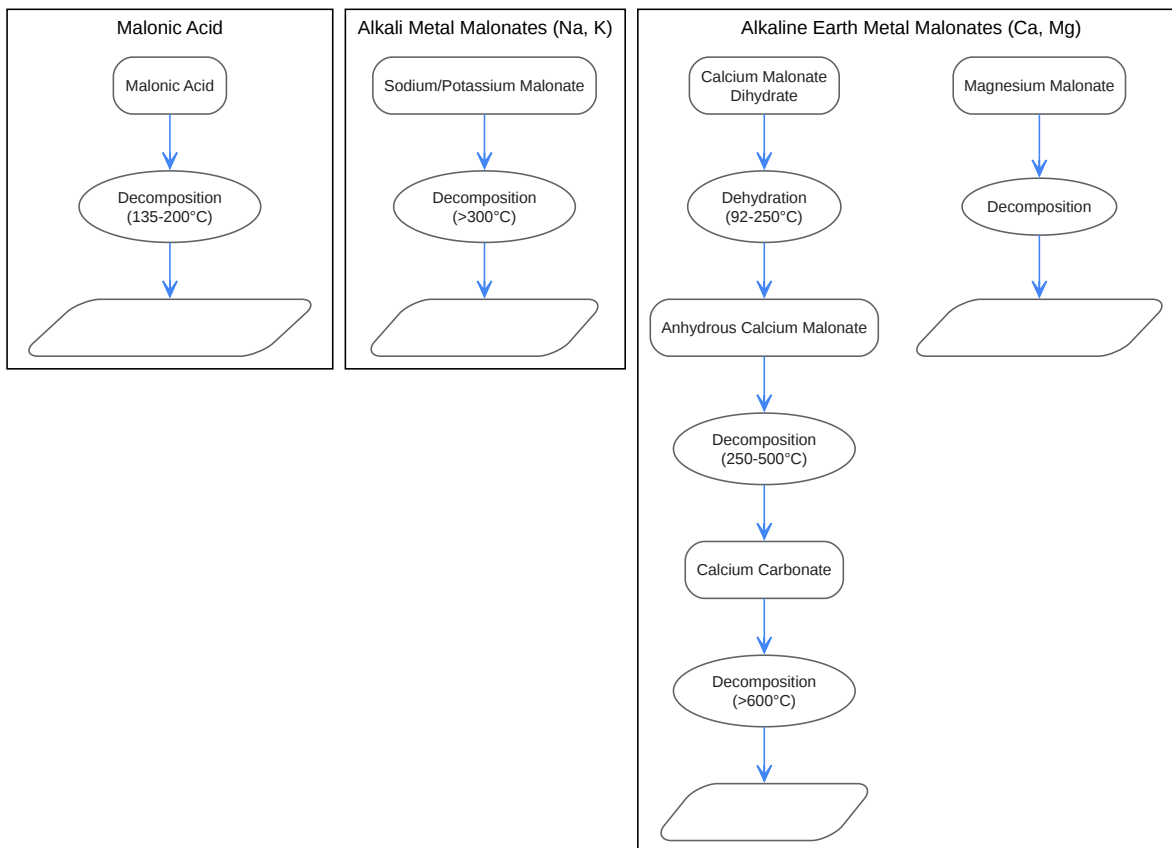 Malonic Acid
Malonic Acid
Decomposition
(135-200°C)
Alkali Metal Malonates (Na, K)
Sodium/Potassium Malonate
Decomposition
(>300°C)
Alkaline Earth Metal Malonates (Ca, Mg)
Calcium Malonate
Dihydrate
Dehydration
(92-250°C)
Anhydrous Calcium Malonate
Decomposition
(250-500°C)
Calcium Carbonate
Decomposition
(>600°C)
Magnesium Malonate
Decomposition